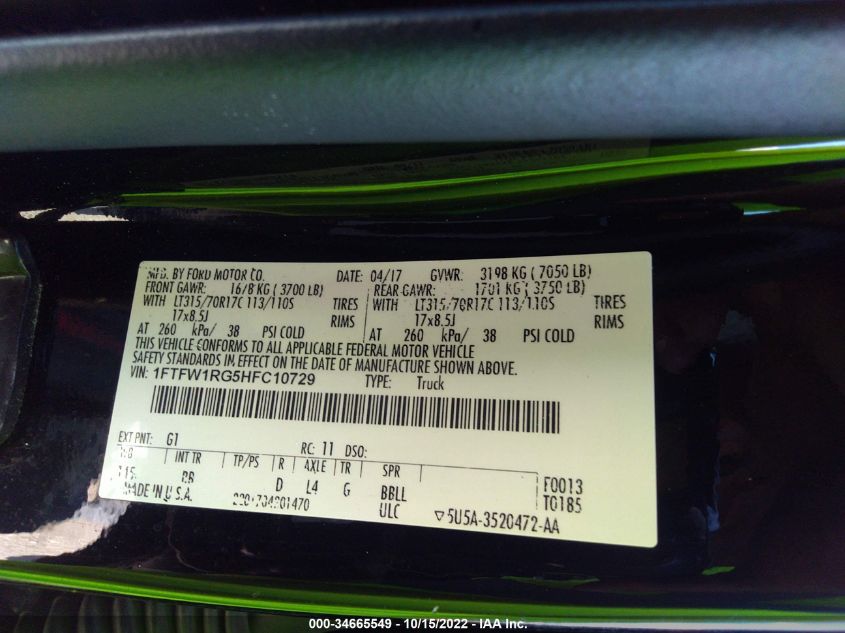 MFD. BY FORD MOTOR CO. DATE: 04/17 GVWR: 3198 KG ( 7050 LB)
FRONT GAWR: 1678 KG ( 3700 LB) REAR GAWR: 1701 KG ( 3750 LB)
WITH LT315/70R17C 113/110S TIRES WITH LT315/70R17C 113/110S TIRES
17x8.5J RIMS 17x8.5J RIMS
AT 260 kPa/ 38 PSI COLD AT 260 kPa/ 38 PSI COLD
THIS VEHICLE CONFORMS TO ALL APPLICABLE FEDERAL MOTOR VEHICLE
SAFETY STANDARDS IN EFFECT ON THE DATE OF MANUFACTURE SHOWN ABOVE.
VIN: 1FTFW1RG5HFC10729 TYPE: Truck
EXT PNT: G1 RC: 11 DSO:
INT TR TP/PS R AXLE TR SPR
BB D L4 G BBLL F0013
MADE IN U.S.A. ULC T0185
▽5U5A-3520472-AA
000-34665549 - 10/15/2022 - IAA Inc.